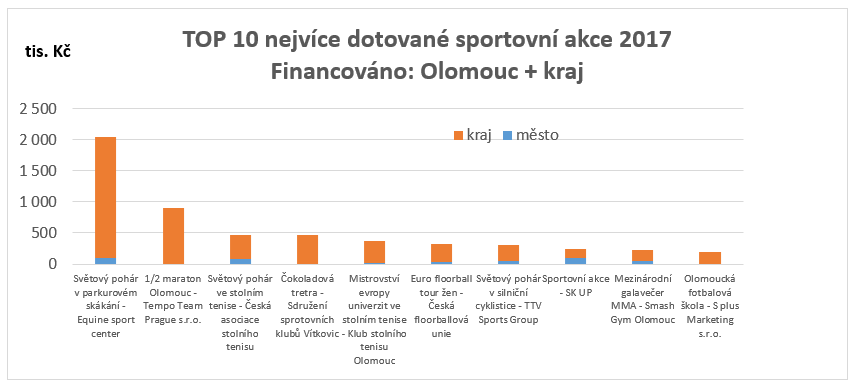 TOP 10 nejvíce dotované sportovní akce 2017
Financováno: Olomouc + kraj
tis. Kč
2 500
2 000
1 500
1 000
500
0
kraj
město
Světový pohár
v parkurovém
skákání -
Equine sport
center
1/2 maraton
Olomouc -
Tempo Team
Prague s.r.o.
Světový pohár
ve stolním
tenise - Česká
asociace
stolního
tenisu
Čokoladová
tretra -
Sdružení
sprotovních
klubů Vítkovic
Mistrovství
evropy
univerzit ve
stolním tenise
- Klub stolního
tenisu
Olomouc
Euro floorball
tour žen -
Česká
floorballová
unie
Světový pohár
v silniční
cyklistice - TTV
Sports Group
Sportovní akce
- SK UP
Mezinárodní
galavečer
MMA - Smash
Gym Olomouc
Olomoucká
fotbalová
škola - S plus
Marketing
s.r.o.